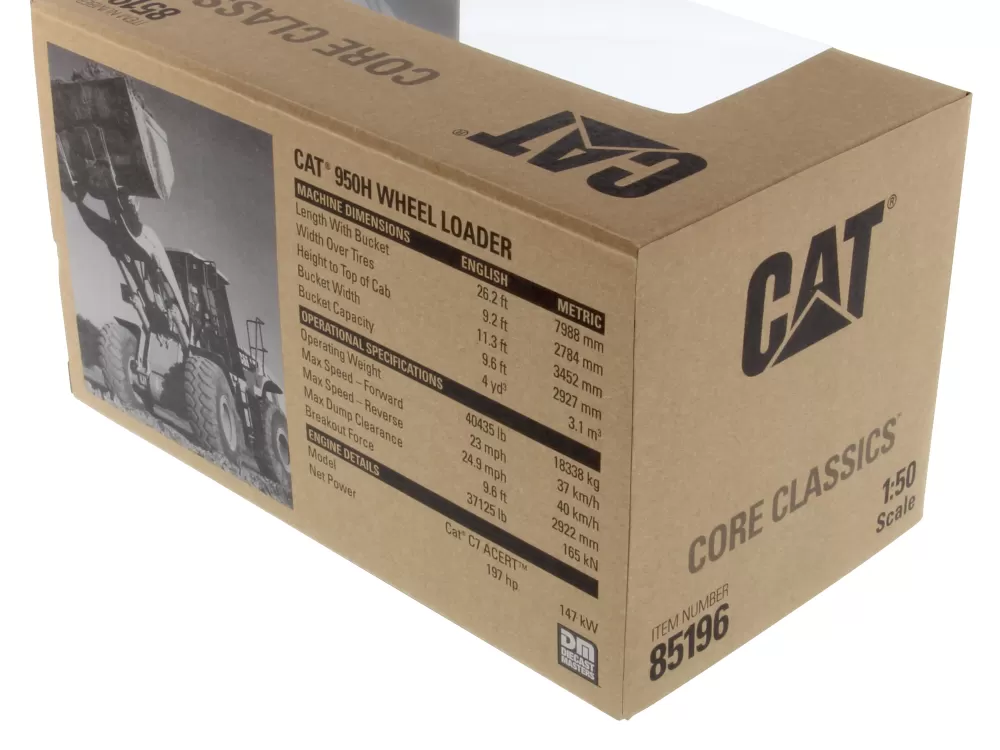 ITEM NUMBER
CORE CLASS
CORE CLASSICS
CAT®
CAT® 950H WHEEL LOADER
MACHINE DIMENSIONS ENGLISH METRIC
Length With Bucket 26.2 ft 7988 mm
Width Over Tires 9.2 ft 2784 mm
Height to Top of Cab 11.3 ft 3452 mm
Bucket Width 9.6 ft 2927 mm
Bucket Capacity 4 yd³ 3.1 m³
OPERATIONAL SPECIFICATIONS
Operating Weight 40435 lb 18338 kg
Max Speed – Forward 23 mph 37 km/h
Max Speed – Reverse 24.9 mph 40 km/h
Max Dump Clearance 9.6 ft 2922 mm
Breakout Force 37125 lb 165 kN
ENGINE DETAILS
Model Cat® C7 ACERT™
Net Power 197 hp 147 kW
DM
DIECAST
MASTERS
CAT®
CORE CLASSICS™
1:50
Scale
ITEM NUMBER
85196